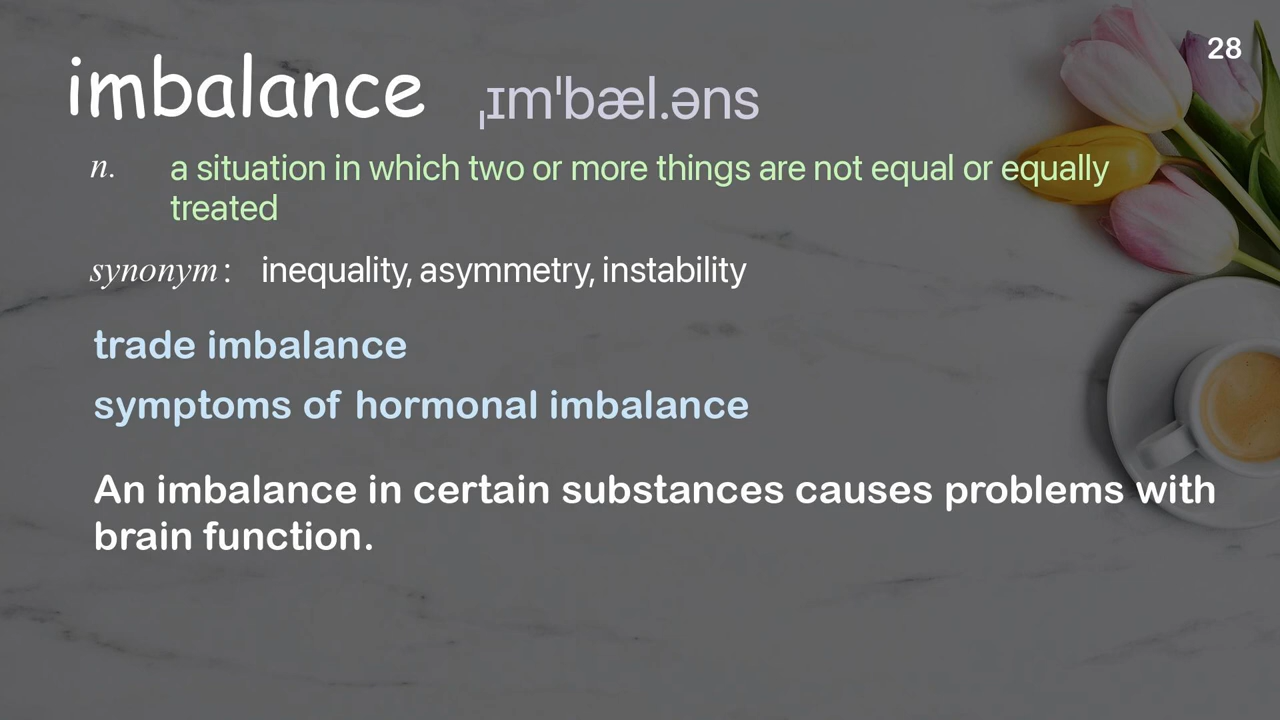 28
imbalance ˌɪmˈbæl.əns
n. a situation in which two or more things are not equal or equally
treated
synonym: inequality, asymmetry, instability
trade imbalance
symptoms of hormonal imbalance
An imbalance in certain substances causes problems with
brain function.